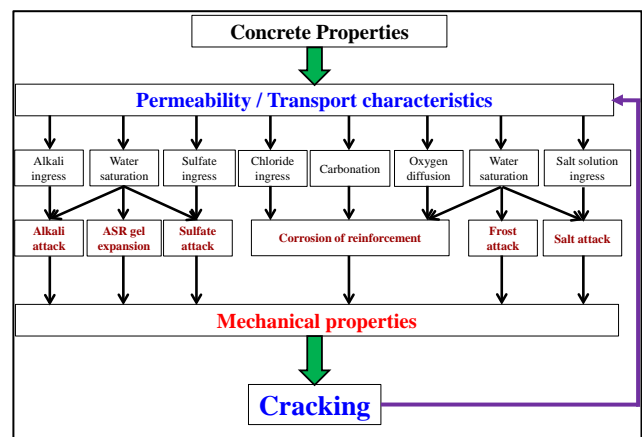 Concrete Properties
Permeability / Transport characteristics
Alkali
ingress
Water
saturation
Sulfate
ingress
Chloride
ingress
Carbonation
Oxygen
diffusion
Water
saturation
Salt solution
ingress
Alkali
attack
ASR gel
expansion
Sulfate
attack
Corrosion of reinforcement
Frost
attack
Salt attack
Mechanical properties
Cracking